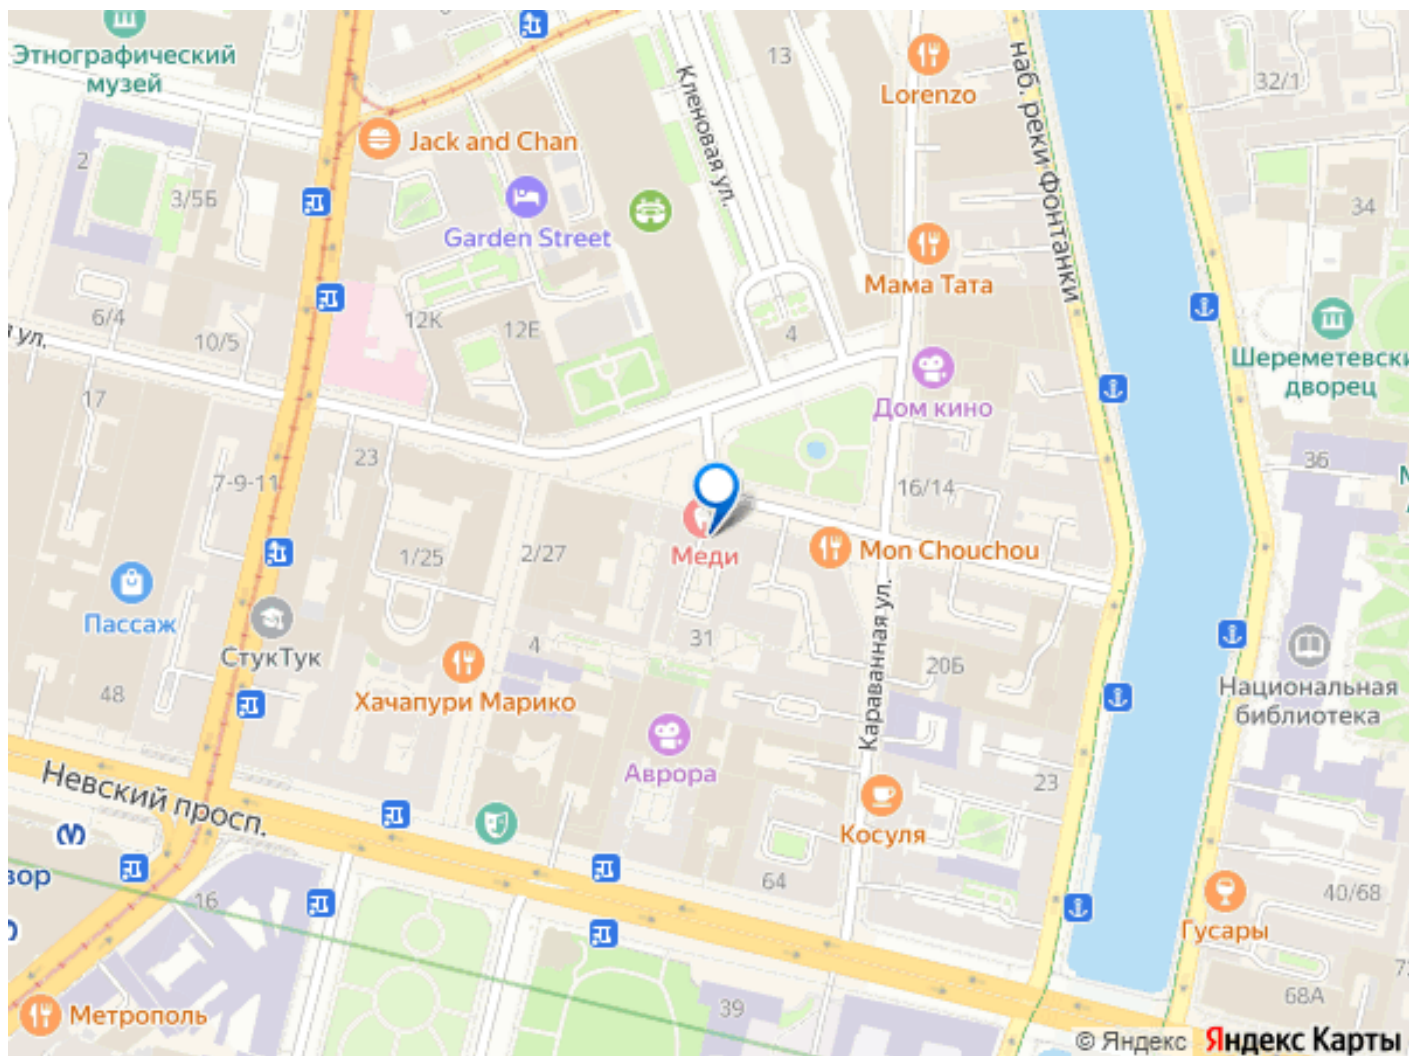 Этнографический
музей
13
Lorenzo
32/1
Jack and Chan
Кленовая ул.
наб. реки фонтанки
2
3/5Б
34
Garden Street
Мама Тата
6/4
10/5
12К
12Е
4
ул.
Шереметевски
дворец
17
Дом кино
23
7-9-11
16/14
36
1/25
2/27
Меди
Mon Chouchou
Пассаж
СтукТук
4
31
Караванная ул.
20Б
Хачапури Марико
48
Национальная
библиотека
Аврора
23
Невский просп.
Косуля
вор
64
16
40/68
Гусары
39
68А
Метрополь
© Яндекс Яндекс Карты